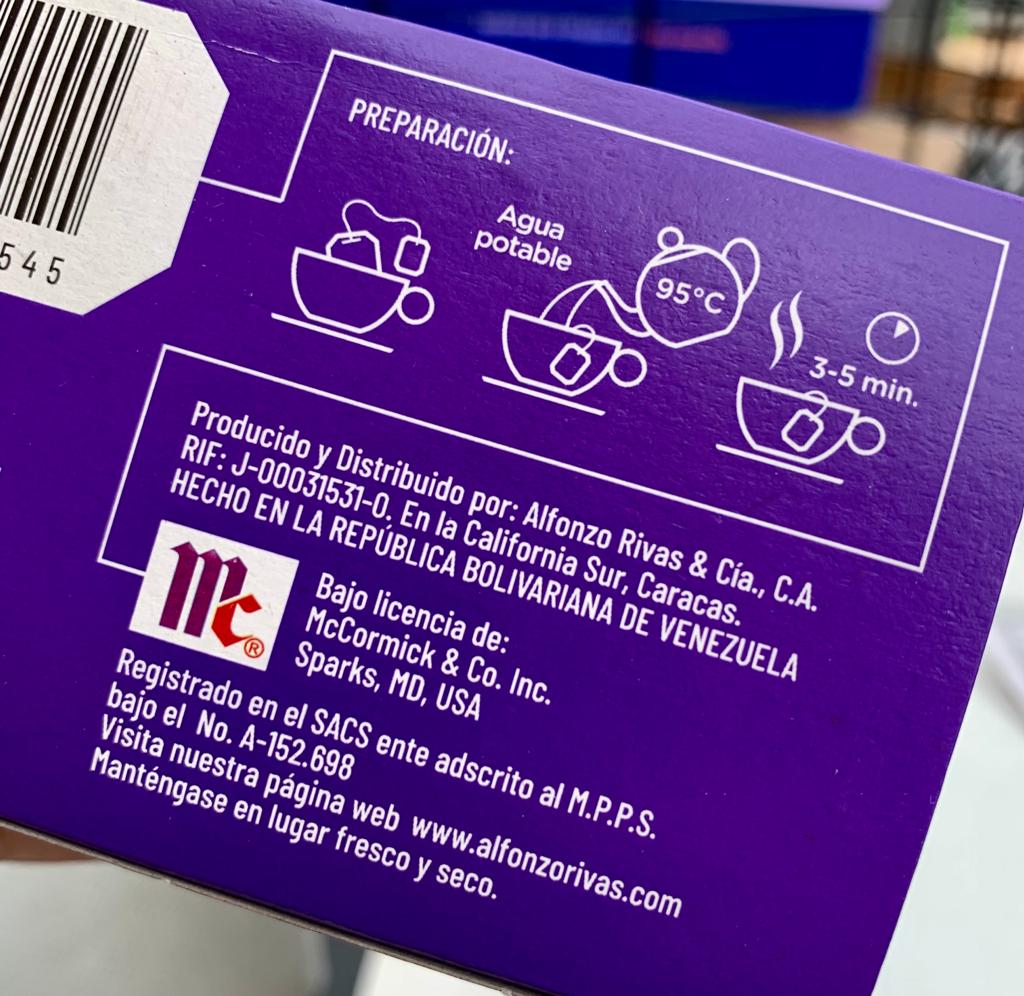 545
PREPARACIÓN:
Agua
potable
95°C
3-5 min.
Producido y Distribuido por: Alfonzo Rivas & Cía., C.A.
RIF: J-00031531-0. En la California Sur, Caracas.
HECHO EN LA REPÚBLICA BOLIVARIANA DE VENEZUELA
Mc®
Bajo licencia de:
McCormick & Co. Inc.
Sparks, MD, USA
Registrado en el SACS ente adscrito al M.P.P.S.
bajo el No. A-152.698
Visita nuestra página web www.alfonzorivas.com
Manténgase en lugar fresco y seco.